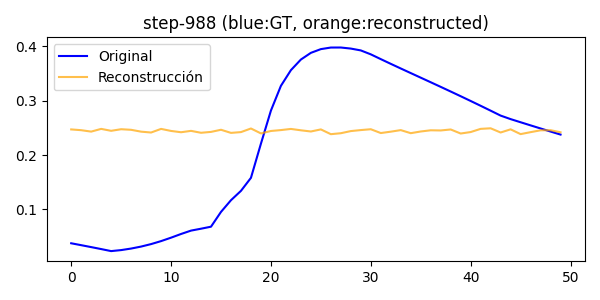 step-988 (blue:GT, orange:reconstructed)
Original
Reconstrucción
0.4
0.3
0.2
0.1
0 10 20 30 40 50